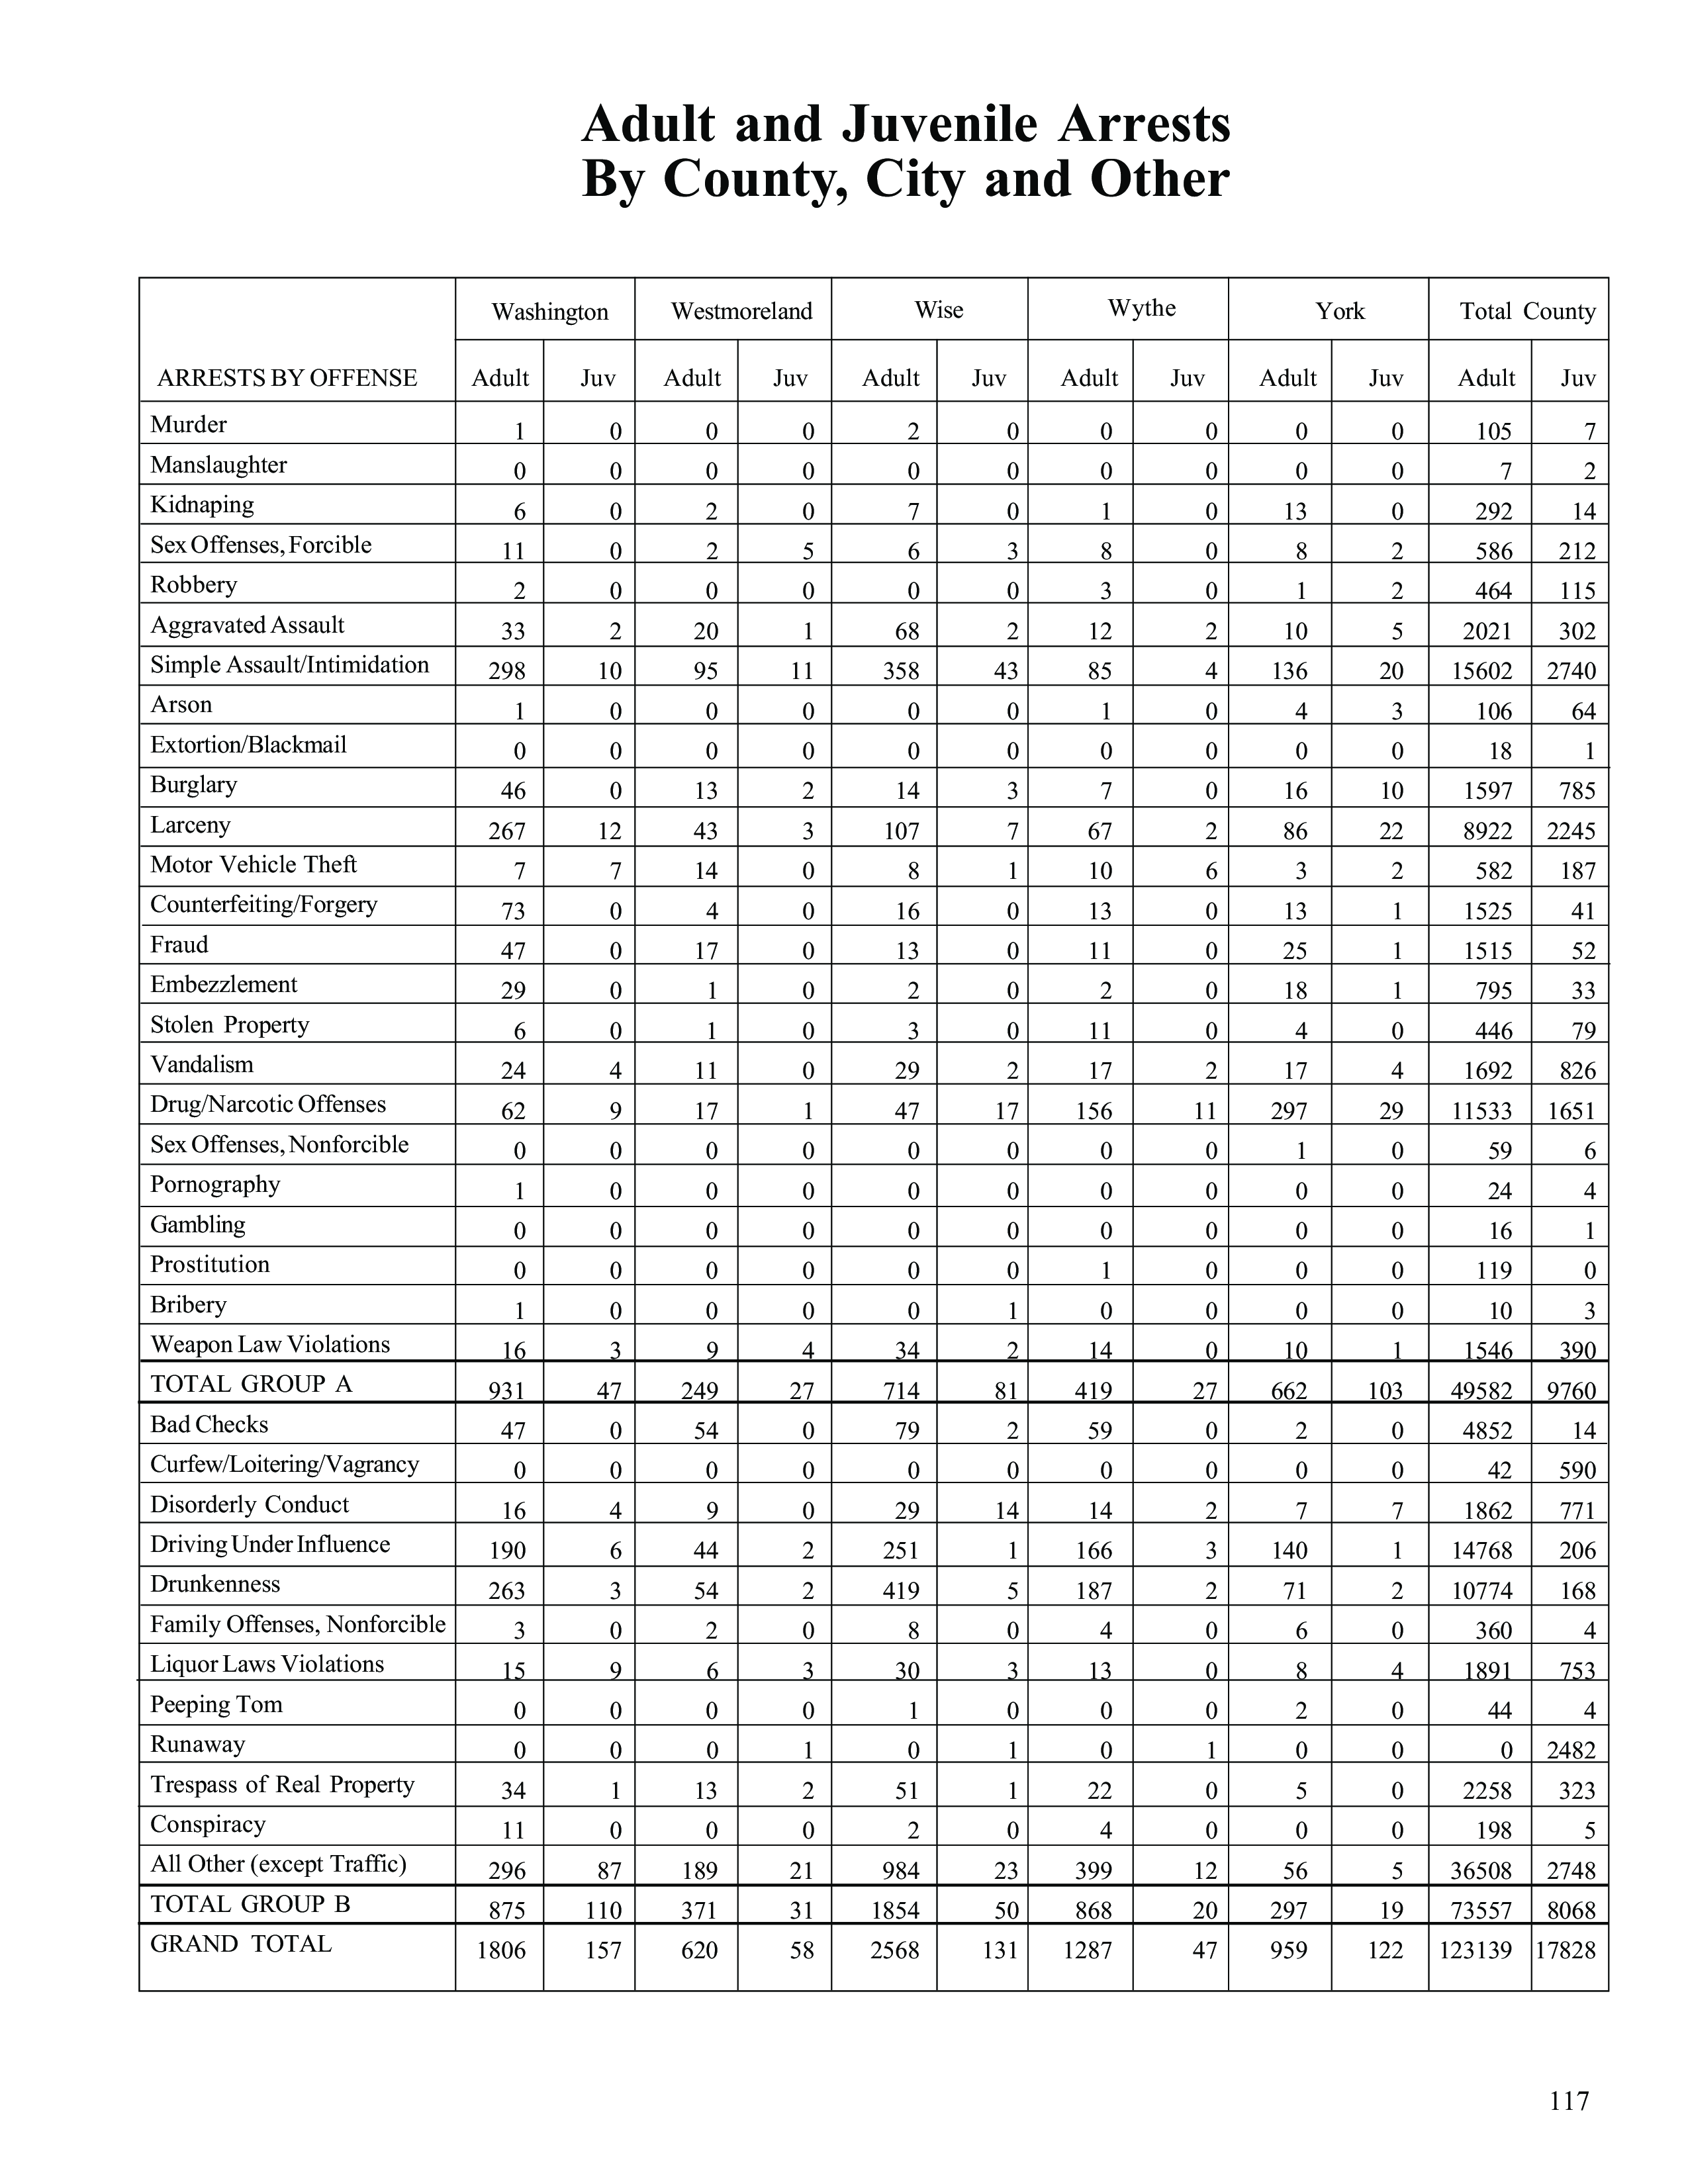 Adult and Juvenile Arrests
By County, City and Other
Washington Westmoreland Wise Wythe York Total County
ARRESTS BY OFFENSE Adult Juv Adult Juv Adult Juv Adult Juv Adult Juv Adult Juv
Murder 1 0 0 0 2 0 0 0 0 0 105 7
Manslaughter 0 0 0 0 0 0 0 0 0 0 7 2
Kidnaping 6 0 2 0 7 0 1 0 13 0 292 14
Sex Offenses, Forcible 11 0 2 5 6 3 8 0 8 2 586 212
Robbery 2 0 0 0 0 0 3 0 1 2 464 115
Aggravated Assault 33 2 20 1 68 2 12 2 10 5 2021 302
Simple Assault/Intimidation 298 10 95 11 358 43 85 4 136 20 15602 2740
Arson 1 0 0 0 0 0 1 0 4 3 106 64
Extortion/Blackmail 0 0 0 0 0 0 0 0 0 0 18 1
Burglary 46 0 13 2 14 3 7 0 16 10 1597 785
Larceny 267 12 43 3 107 7 67 2 86 22 8922 2245
Motor Vehicle Theft 7 7 14 0 8 1 10 6 3 2 582 187
Counterfeiting/Forgery 73 0 4 0 16 0 13 0 13 1 1525 41
Fraud 47 0 17 0 13 0 11 0 25 1 1515 52
Embezzlement 29 0 1 0 2 0 2 0 18 1 795 33
Stolen Property 6 0 1 0 3 0 11 0 4 0 446 79
Vandalism 24 4 11 0 29 2 17 2 17 4 1692 826
Drug/Narcotic Offenses 62 9 17 1 47 17 156 11 297 29 11533 1651
Sex Offenses, Nonforcible 0 0 0 0 0 0 0 0 1 0 59 6
Pornography 1 0 0 0 0 0 0 0 0 0 24 4
Gambling 0 0 0 0 0 0 0 0 0 0 16 1
Prostitution 0 0 0 0 0 0 1 0 0 0 119 0
Bribery 1 0 0 0 0 1 0 0 0 0 10 3
Weapon Law Violations 16 3 9 4 34 2 14 0 10 1 1546 390
TOTAL GROUP A 931 47 249 27 714 81 419 27 662 103 49582 9760
Bad Checks 47 0 54 0 79 2 59 0 2 0 4852 14
Curfew/Loitering/Vagrancy 0 0 0 0 0 0 0 0 0 0 42 590
Disorderly Conduct 16 4 9 0 29 14 14 2 7 7 1862 771
Driving Under Influence 190 6 44 2 251 1 166 3 140 1 14768 206
Drunkenness 263 3 54 2 419 5 187 2 71 2 10774 168
Family Offenses, Nonforcible 3 0 2 0 8 0 4 0 6 0 360 4
Liquor Laws Violations 15 9 6 3 30 3 13 0 8 4 1891 753
Peeping Tom 0 0 0 0 1 0 0 0 2 0 44 4
Runaway 0 0 0 1 0 1 0 1 0 0 0 2482
Trespass of Real Property 34 1 13 2 51 1 22 0 5 0 2258 323
Conspiracy 11 0 0 0 2 0 4 0 0 0 198 5
All Other (except Traffic) 296 87 189 21 984 23 399 12 56 5 36508 2748
TOTAL GROUP B 875 110 371 31 1854 50 868 20 297 19 73557 8068
GRAND TOTAL 1806 157 620 58 2568 131 1287 47 959 122 123139 17828
117